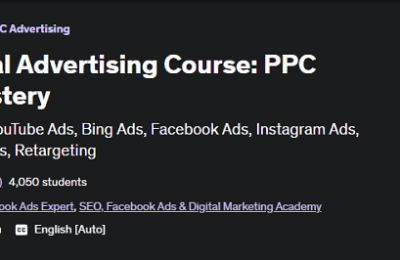 C Advertising
al Advertising Course: PPC
stery
ouTube Ads, Bing Ads, Facebook Ads, Instagram Ads,
s, Retargeting
) 4,050 students
ook Ads Expert, SEO, Facebook Ads & Digital Marketing Academy
CC English [Auto]